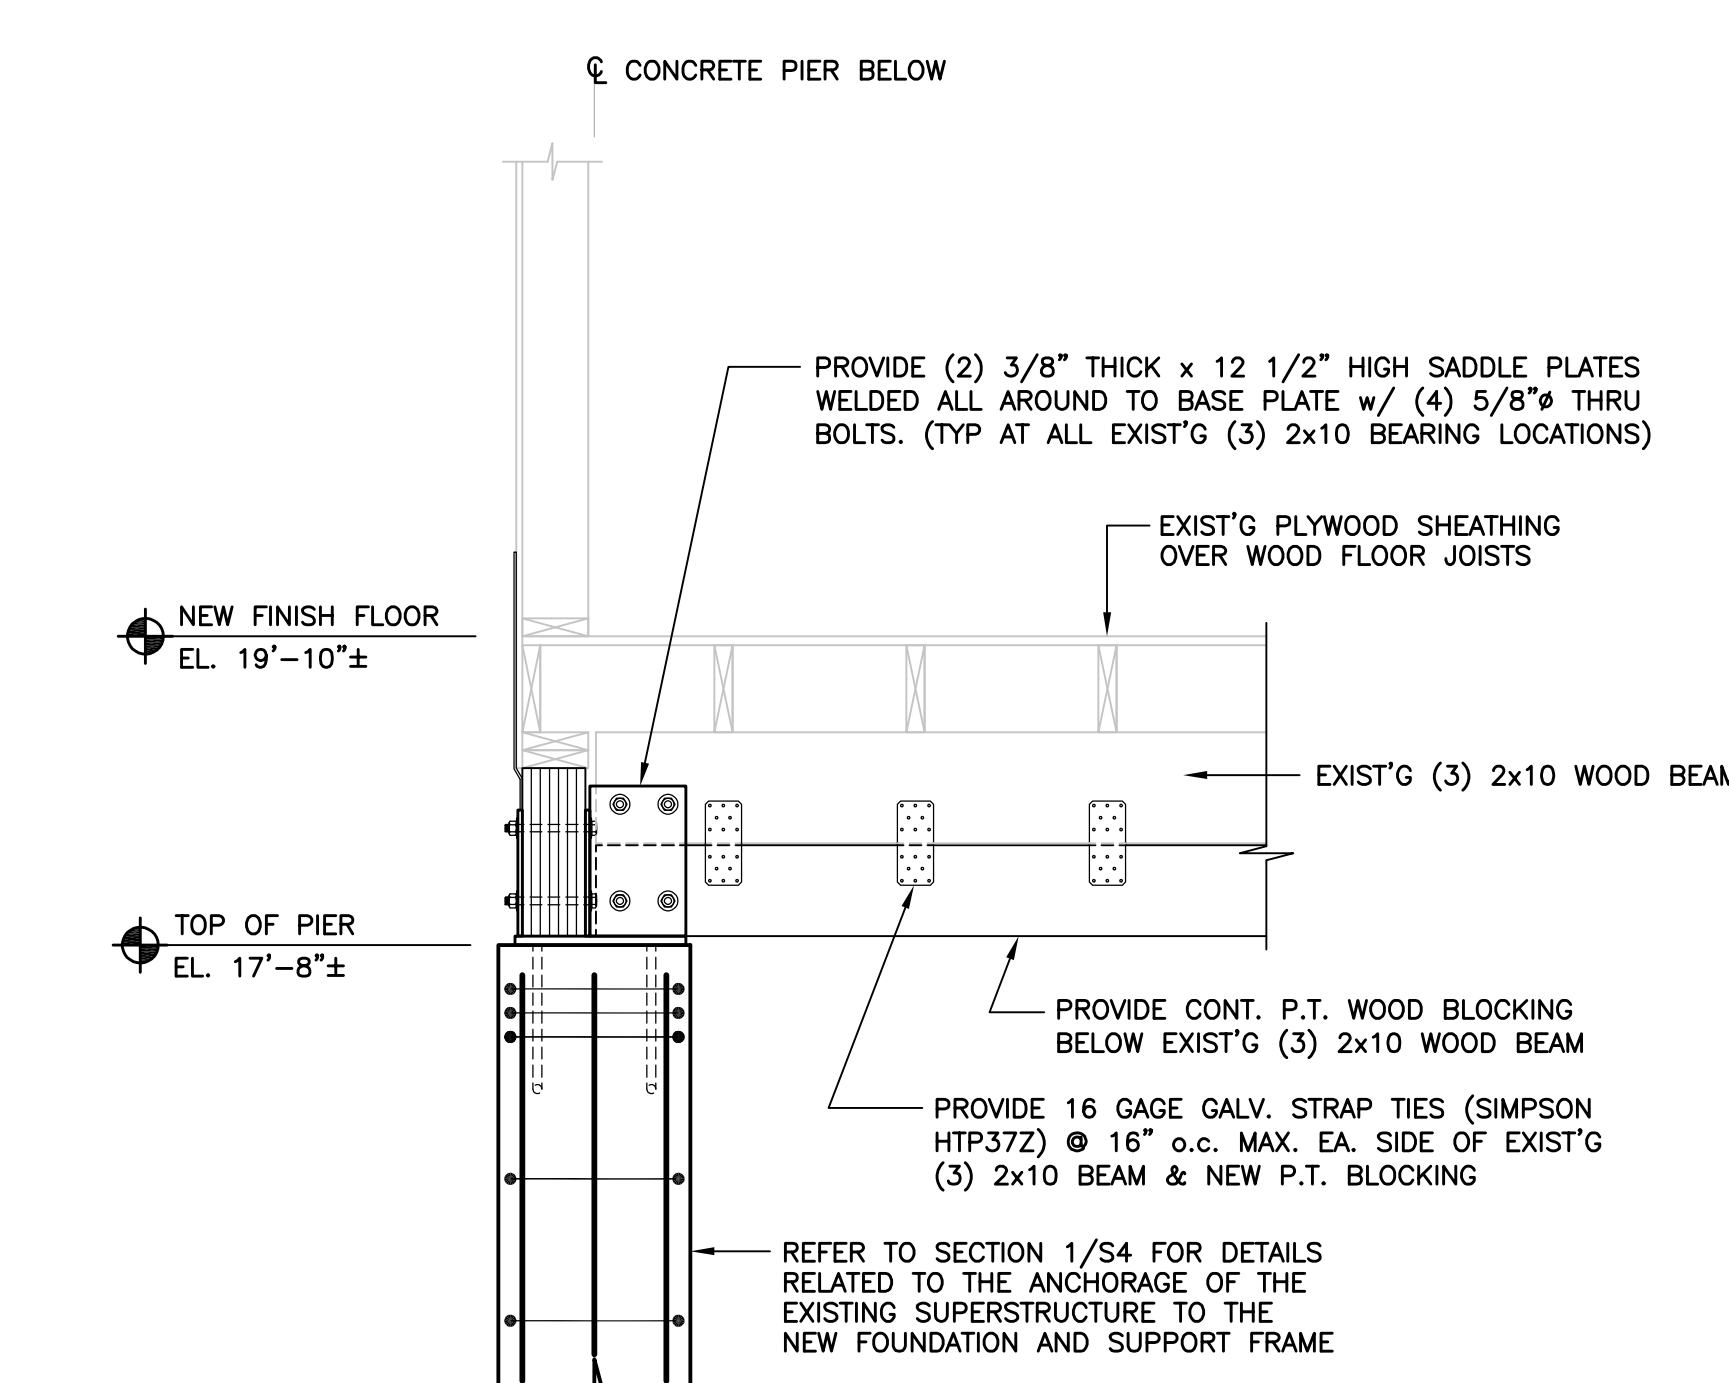 ℄ CONCRETE PIER BELOW
PROVIDE (2) 3/8” THICK x 12 1/2” HIGH SADDLE PLATES
WELDED ALL AROUND TO BASE PLATE w/ (4) 5/8”ø THRU
BOLTS. (TYP AT ALL EXIST'G (3) 2x10 BEARING LOCATIONS)
EXIST'G PLYWOOD SHEATHING
OVER WOOD FLOOR JOISTS
NEW FINISH FLOOR
EL. 19'-10”±
EXIST'G (3) 2x10 WOOD
TOP OF PIER
EL. 17'-8”±
PROVIDE CONT. P.T. WOOD BLOCKING
BELOW EXIST'G (3) 2x10 WOOD BEAM
PROVIDE 16 GAGE GALV. STRAP TIES (SIMPSON
HTP37Z) @ 16” o.c. MAX. EA. SIDE OF EXIST'G
(3) 2x10 BEAM & NEW P.T. BLOCKING
REFER TO SECTION 1/S4 FOR DETAILS
RELATED TO THE ANCHORAGE OF THE
EXISTING SUPERSTRUCTURE TO THE
NEW FOUNDATION AND SUPPORT FRAME